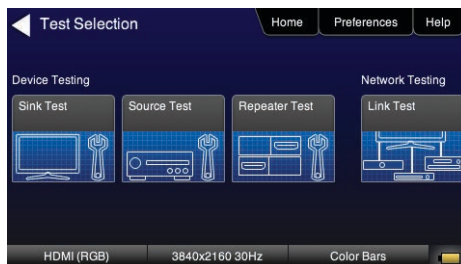 Test Selection
Home
Preferences
Help
Device Testing
Network Testing
Sink Test
Source Test
Repeater Test
Link Test
HDMI (RGB)
3840x2160 30Hz
Color Bars